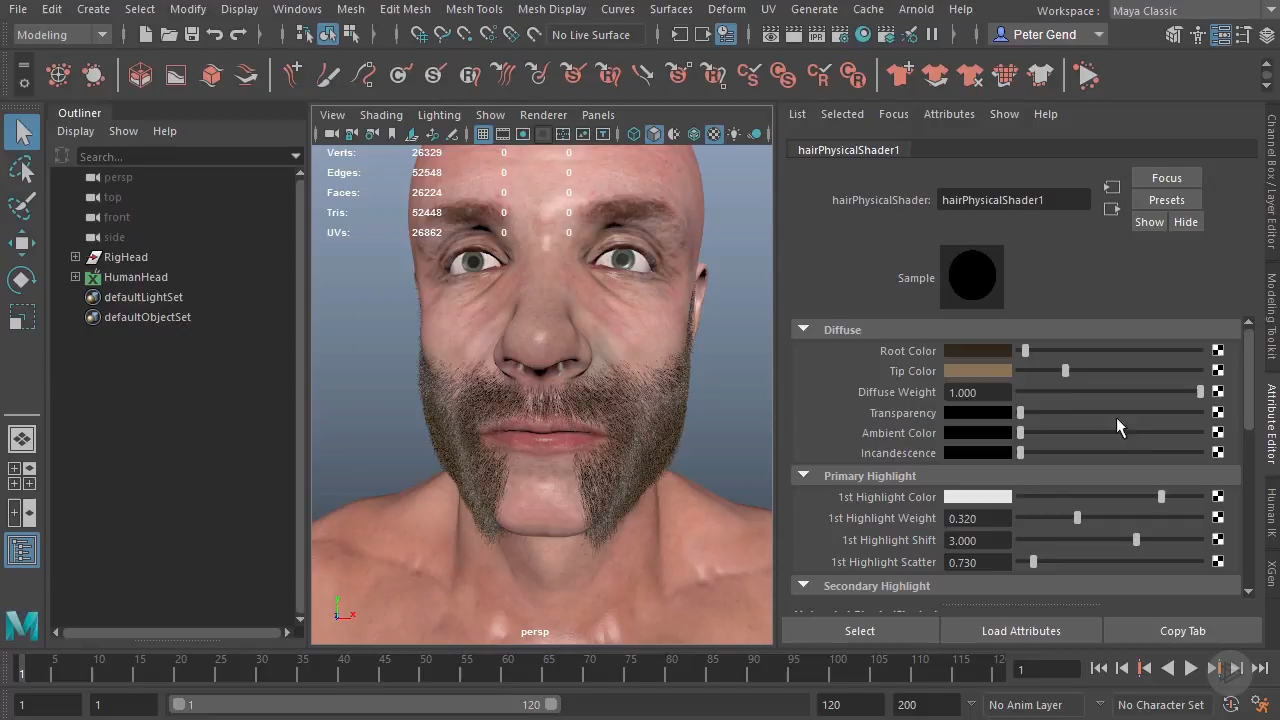 File Edit Create Select Modify Display Windows Mesh Edit Mesh Mesh Tools Mesh Display Curves Surfaces Deform UV Generate Cache Arnold Help Workspace : Maya Classic
Modeling No Live Surface Peter Gend
IPR
Outliner
Display Show Help
Search...
persp
top
front
side
RigHead
HumanHead
defaultLightSet
defaultObjectSet
View Shading Lighting Show Renderer Panels
Verts: 26329 0 0
Edges: 52548 0 0
Faces: 26224 0 0
Tris: 52448 0 0
UVs: 26862 0 0
y
x
persp
List Selected Focus Attributes Show Help
hairPhysicalShader1
Focus
hairPhysicalShader: hairPhysicalShader1
Presets
Show Hide
Sample
Diffuse
Root Color
Tip Color
Diffuse Weight 1.000
Transparency
Ambient Color
Incandescence
Primary Highlight
1st Highlight Color
1st Highlight Weight 0.320
1st Highlight Shift 3.000
1st Highlight Scatter 0.730
Secondary Highlight
Select Load Attributes Copy Tab
Channel Box / Layer Editor
Modeling Toolkit
Attribute Editor
Human IK
XGen
1 5 10 15 20 25 30 35 40 45 50 55 60 65 70 75 80 85 90 95 100 105 110 115 12
1
1 1 1 120 120 200 No Anim Layer No Character Set